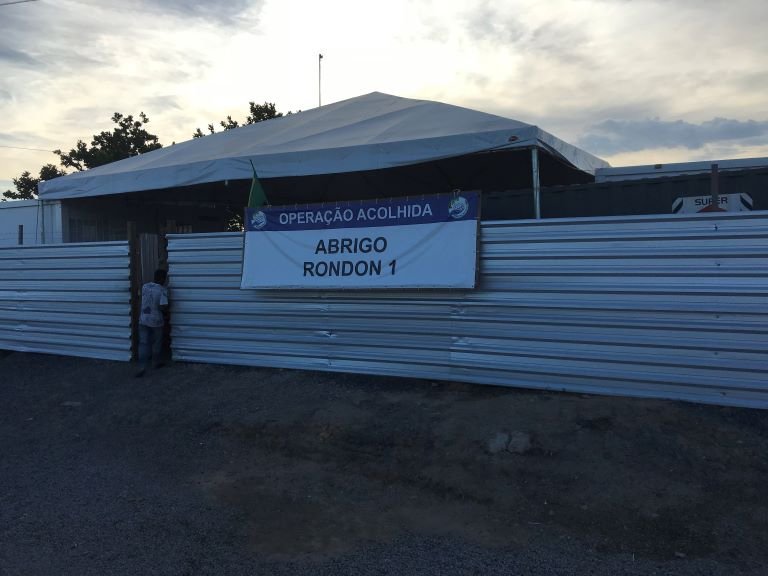 OPERAÇÃO ACOLHIDA
ABRIGO
RONDON 1
SUPER